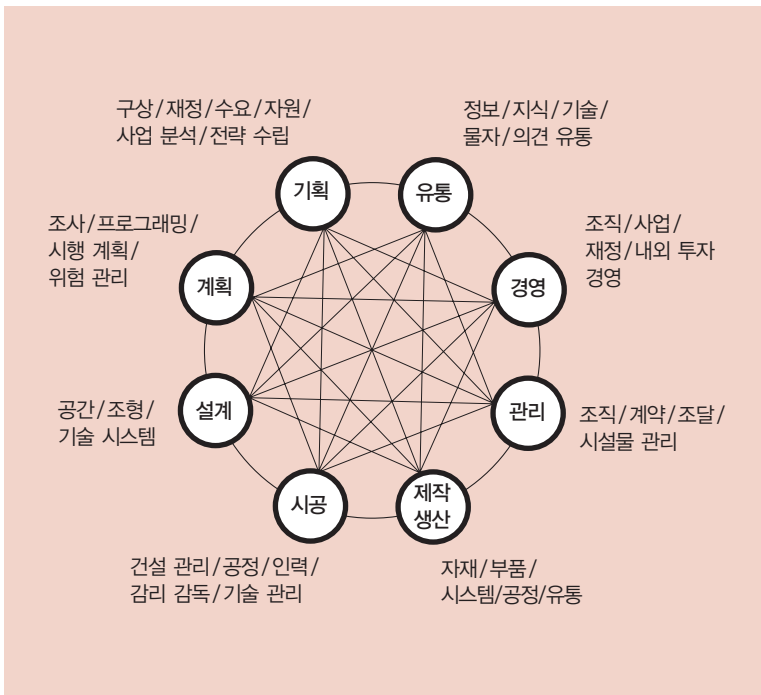 구상/재정/수요/자원/
사업 분석/전략 수립
정보/지식/기술/
물자/의견 유통
기획
유통
조사/프로그래밍/
시행 계획/
위험 관리
조직/사업/
재정/내외 투자
경영
계획
경영
설계
관리
공간/조형/
기술 시스템
조직/계약/조달/
시설물 관리
시공
제작
생산
건설 관리/공정/인력/
감리 감독/기술 관리
자재/부품/
시스템/공정/유통